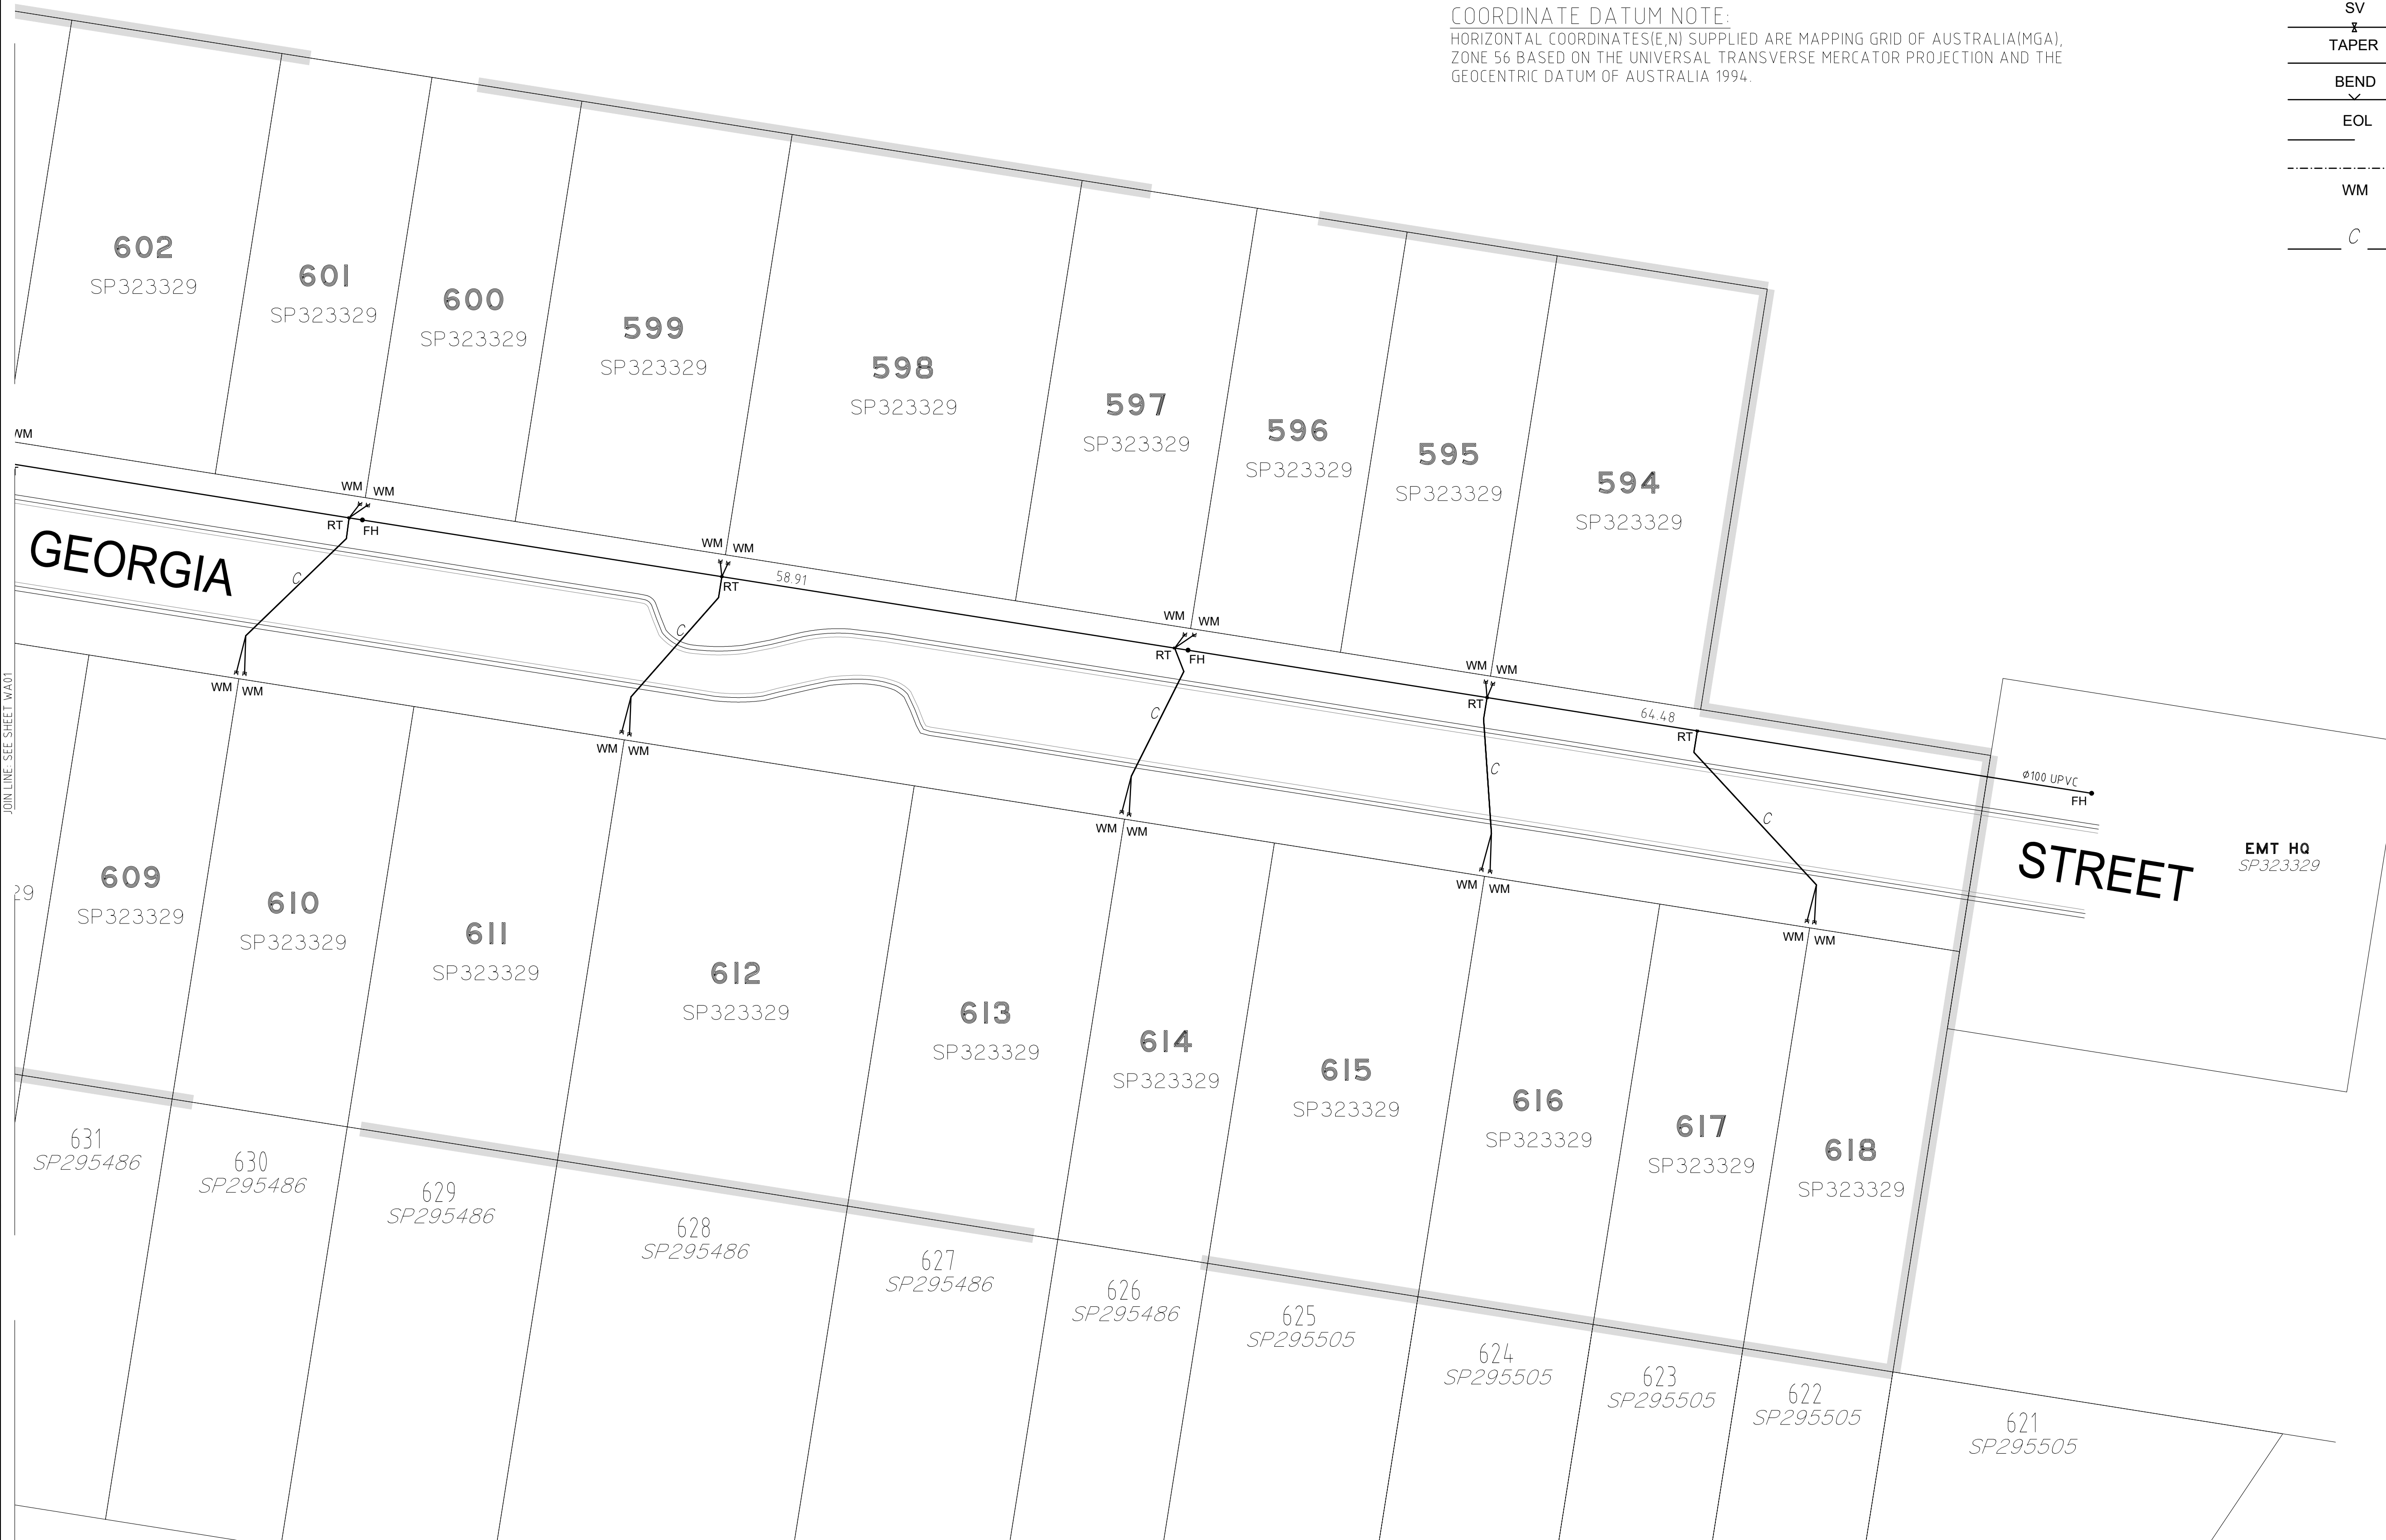 COORDINATE DATUM NOTE:
HORIZONTAL COORDINATES(E,N) SUPPLIED ARE MAPPING GRID OF AUSTRALIA(MGA),
ZONE 56 BASED ON THE UNIVERSAL TRANSVERSE MERCATOR PROJECTION AND THE
GEOCENTRIC DATUM OF AUSTRALIA 1994.
SV
TAPER
BEND
EOL
WM
C
602
SP323329
601
SP323329
600
SP323329
599
SP323329
598
SP323329
597
SP323329
596
SP323329
595
SP323329
594
SP323329
WM
WM WM
RT FH
C
WM WM
RT
58.91
C
WM WM
RT FH
C
WM WM
RT
C
64.48
RT
C
Ø100 UPVC
FH
GEORGIA
STREET
EMT HQ
SP323329
JOIN LINE: SEE SHEET WA01
WM WM
WM WM
WM WM
WM WM
WM WM
29
609
SP323329
610
SP323329
611
SP323329
612
SP323329
613
SP323329
614
SP323329
615
SP323329
616
SP323329
617
SP323329
618
SP323329
631
SP295486
630
SP295486
629
SP295486
628
SP295486
627
SP295486
626
SP295486
625
SP295505
624
SP295505
623
SP295505
622
SP295505
621
SP295505